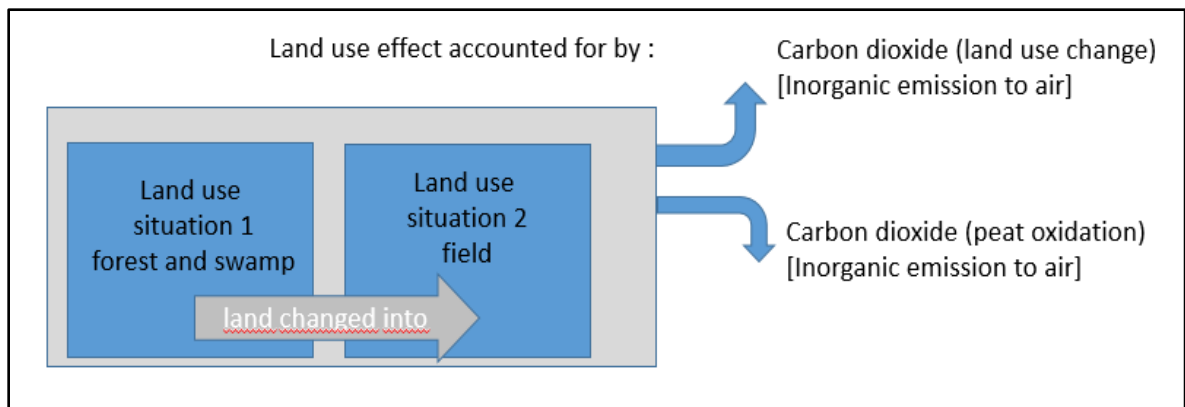 Land use effect accounted for by :
Carbon dioxide (land use change)
[Inorganic emission to air]
Land use
situation 1
forest and swamp
Land use
situation 2
field
land changed into
Carbon dioxide (peat oxidation)
[Inorganic emission to air]